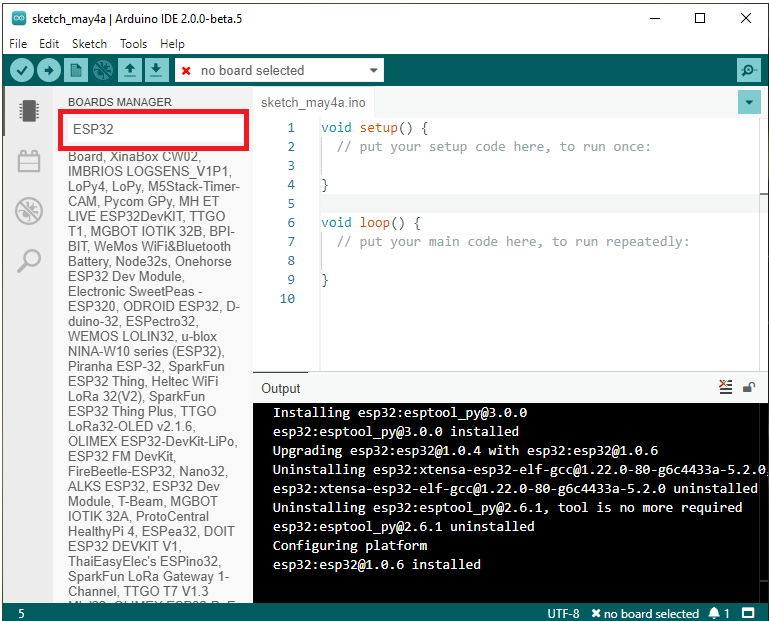 sketch_may4a | Arduino IDE 2.0.0-beta.5
File Edit Sketch Tools Help
no board selected
BOARDS MANAGER
ESP32
Board, XinaBox CW02,
IMBRIOS LOGSENS_V1P1,
LoPy4, LoPy, M5Stack-Timer-
CAM, Pycom GPy, MH ET
LIVE ESP32DevKIT, TTGO
T1, MGBOT IOTIK 32B, BPI-
BIT, WeMos WiFi&Bluetooth
Battery, Node32s, Onehorse
ESP32 Dev Module,
Electronic SweetPeas -
ESP320, ODROID ESP32, D-
duino-32, ESPectro32,
WEMOS LOLIN32, u-blox
NINA-W10 series (ESP32),
Piranha ESP-32, SparkFun
ESP32 Thing, Heltec WiFi
LoRa 32(V2), SparkFun
ESP32 Thing Plus, TTGO
LoRa32-OLED v2.1.6,
OLIMEX ESP32-DevKit-LiPo,
ESP32 FM DevKit,
FireBeetle-ESP32, Nano32,
ALKS ESP32, ESP32 Dev
Module, T-Beam, MGBOT
IOTIK 32A, ProtoCentral
HealthyPi 4, ESPea32, DOIT
ESP32 DEVKIT V1,
ThaiEasyElec's ESPino32,
SparkFun LoRa Gateway 1-
Channel, TTGO T7 V1.3
sketch_may4a.ino
1 void setup() {
2 // put your setup code here, to run once:
3
4 }
5
6 void loop() {
7 // put your main code here, to run repeatedly:
8
9 }
10
Output
Installing esp32:esptool_py@3.0.0
esp32:esptool_py@3.0.0 installed
Upgrading esp32:esp32@1.0.4 with esp32:esp32@1.0.6
Uninstalling esp32:xtensa-esp32-elf-gcc@1.22.0-80-g6c4433a-5.2.0,
esp32:xtensa-esp32-elf-gcc@1.22.0-80-g6c4433a-5.2.0 uninstalled
Uninstalling esp32:esptool_py@2.6.1, tool is no more required
esp32:esptool_py@2.6.1 uninstalled
Configuring platform
esp32:esp32@1.0.6 installed
5 UTF-8 no board selected 1